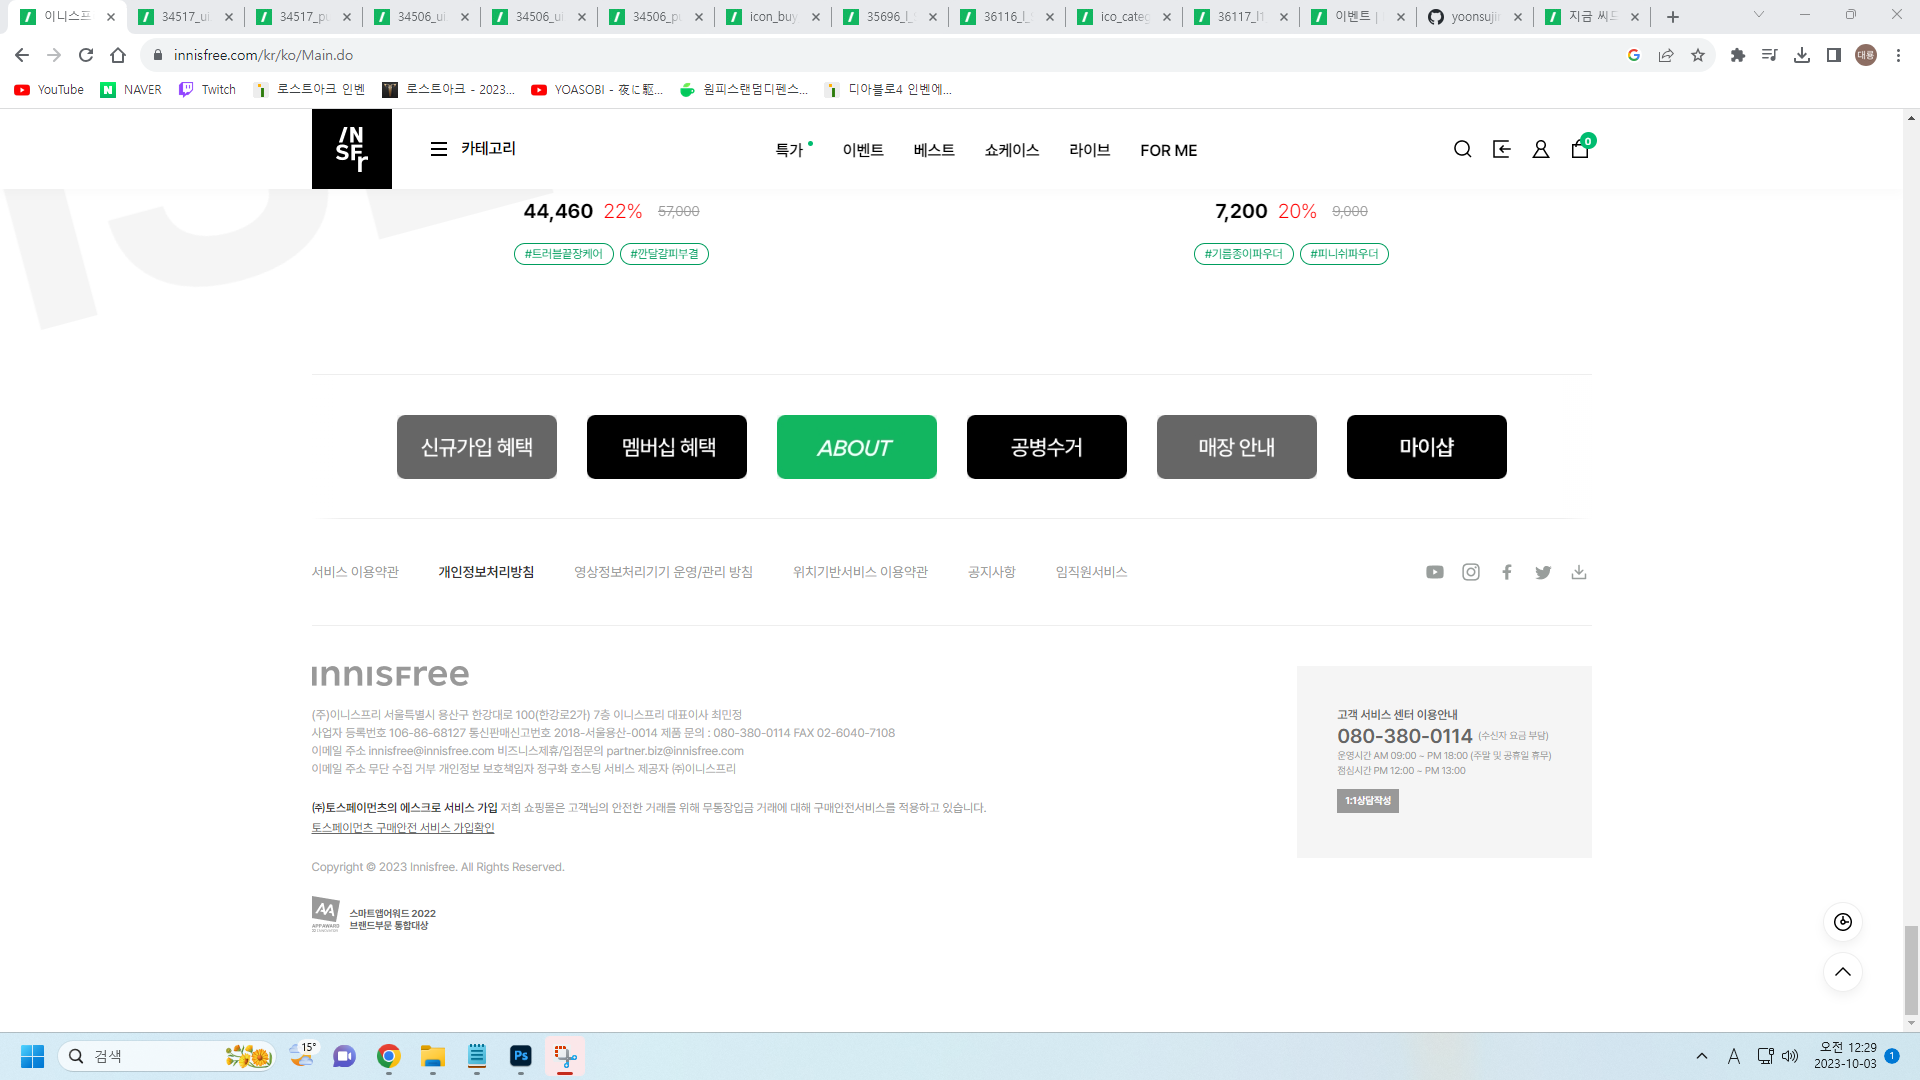 이니스프
34517_ui
34517_pu
34506_ui
34506_ui
34506_pu
icon_buy
35696_l_S
36116_l_S
ico_categ
36117_l1
이벤트 |
yoonsujin
지금 씨드
innisfree.com/kr/ko/Main.do
대룡
YouTube
NAVER
Twitch
로스트아크 인벤
로스트아크 - 2023...
YOASOBI - 夜に駆...
원피스랜덤디펜스...
디아블로4 인벤에...
INSFr
카테고리
특가
이벤트
베스트
쇼케이스
라이브
FOR ME
0
44,460 22% 57,000
7,200 20% 9,000
#트러블끝장케어 #깐달걀피부결
#기름종이파우더 #피니쉬파우더
신규가입 혜택
멤버십 혜택
ABOUT
공병수거
매장 안내
마이샵
서비스 이용약관
개인정보처리방침
영상정보처리기기 운영/관리 방침
위치기반서비스 이용약관
공지사항
임직원서비스
innisfree
(주)이니스프리 서울특별시 용산구 한강대로 100(한강로2가) 7층 이니스프리 대표이사 최민정
사업자 등록번호 106-86-68127 통신판매신고번호 2018-서울용산-0014 제품 문의 : 080-380-0114 FAX 02-6040-7108
이메일 주소 innisfree@innisfree.com 비즈니스제휴/입점문의 partner.biz@innisfree.com
이메일 주소 무단 수집 거부 개인정보 보호책임자 정구화 호스팅 서비스 제공자 ㈜이니스프리
㈜토스페이먼츠의 에스크로 서비스 가입 저희 쇼핑몰은 고객님의 안전한 거래를 위해 무통장입금 거래에 대해 구매안전서비스를 적용하고 있습니다.
토스페이먼츠 구매안전 서비스 가입확인
Copyright © 2023 Innisfree. All Rights Reserved.
AA
APPAWARD
스마트앱어워드 2022
브랜드부문 통합대상
고객 서비스 센터 이용안내
080-380-0114 (수신자 요금 부담)
운영시간 AM 09:00 ~ PM 18:00 (주말 및 공휴일 휴무)
점심시간 PM 12:00 ~ PM 13:00
1:1상담작성
검색
15°
Ps
A
오전 12:29
2023-10-03
1